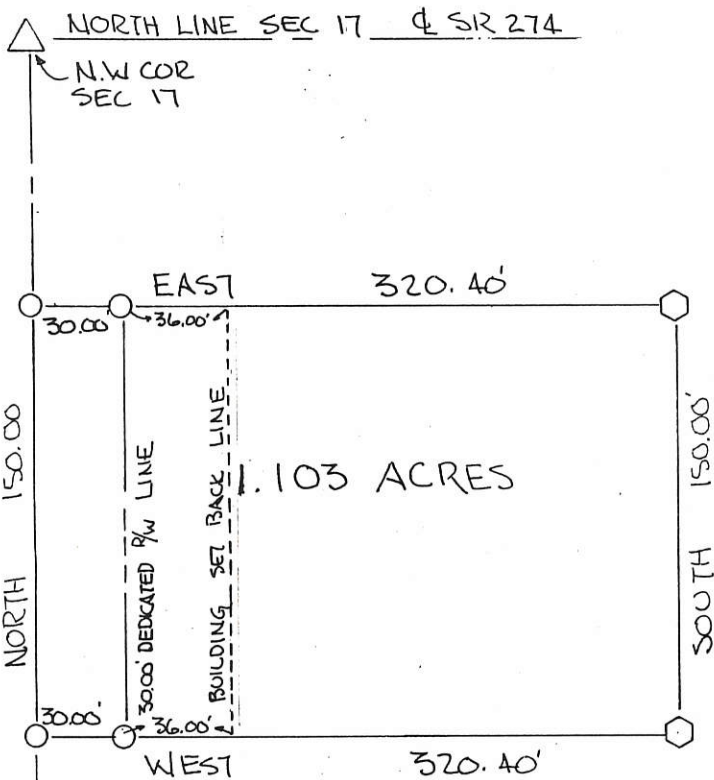 NORTH LINE SEC 17 ℄ SR 274
N.W COR
SEC 17
EAST 320.40'
30.00' 36.00'
NORTH 150.00
30.00' DEDICATED R/W LINE
BUILDING SET BACK LINE
1.103 ACRES
SOUTH 150.00'
30.00' 36.00'
WEST 320.40'